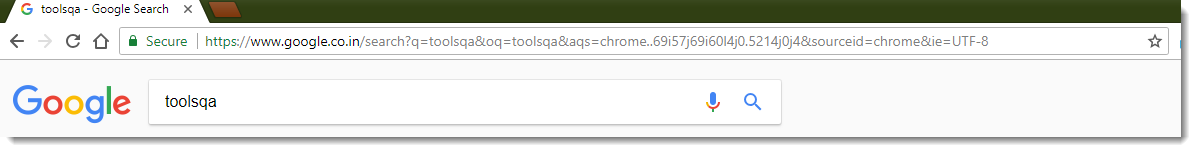 toolsqa - Google Search
Secure https://www.google.co.in/search?q=toolsqa&oq=toolsqa&aqs=chrome..69i57j69i60l4j0.5214j0j4&sourceid=chrome&ie=UTF-8
Google toolsqa